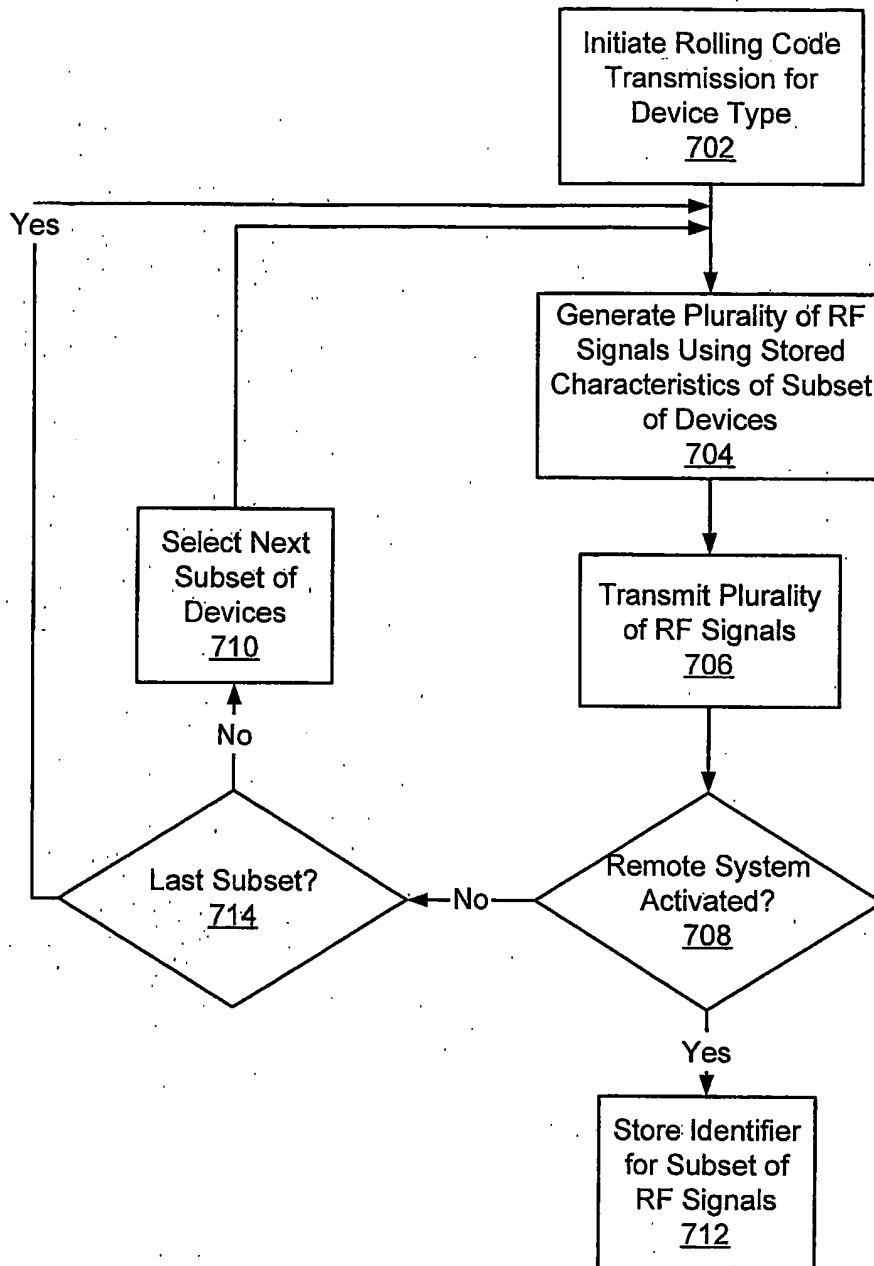 Initiate Rolling Code
Transmission for
Device Type
702
Yes
Generate Plurality of RF
Signals Using Stored
Characteristics of Subset
of Devices
704
Select Next
Subset of
Devices
710
Transmit Plurality
of RF Signals
706
No
Last Subset?
714
No
Remote System
Activated?
708
Yes
Store Identifier
for Subset of
RF Signals
712